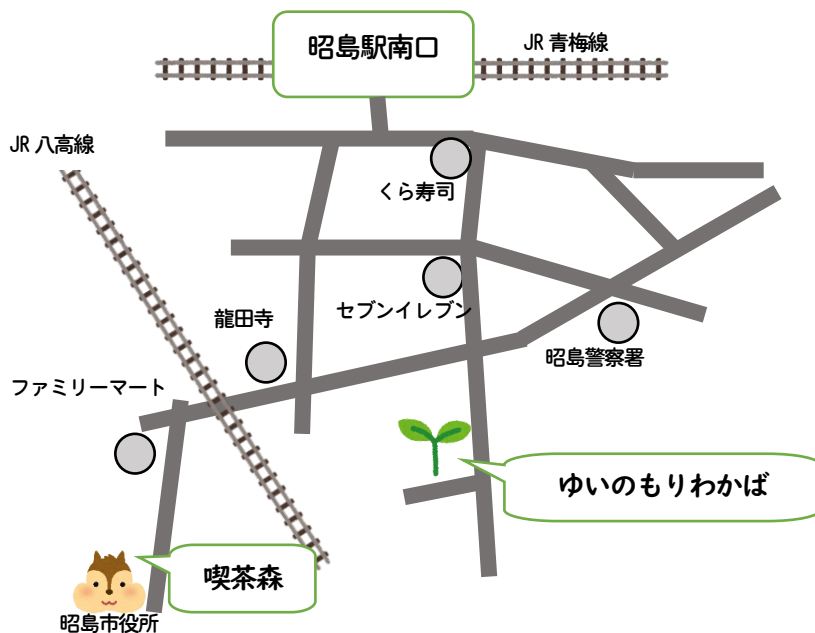 昭島駅南口
JR 青梅線
JR 八高線
くら寿司
セブンイレブン
龍田寺
昭島警察署
ファミリーマート
ゆいのもりわかば
喫茶森
昭島市役所